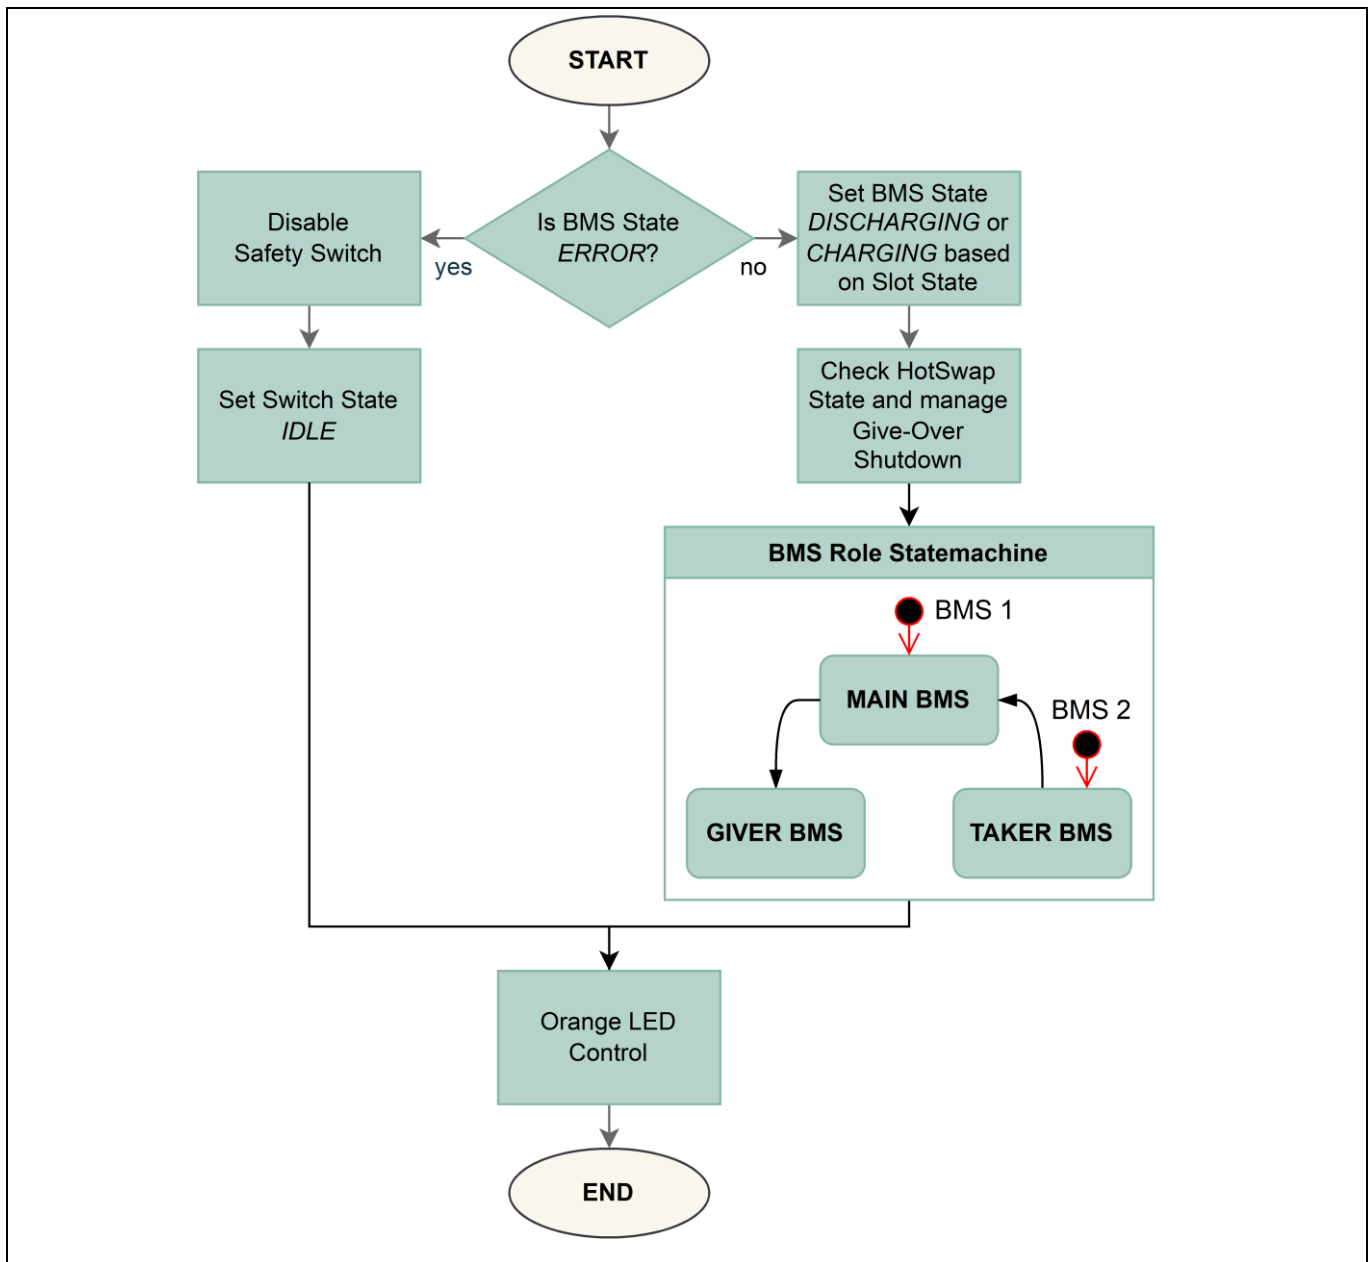 START
Is BMS State
ERROR?
yes
no
Disable
Safety Switch
Set Switch State
IDLE
Set BMS State
DISCHARGING or
CHARGING based
on Slot State
Check HotSwap
State and manage
Give-Over
Shutdown
BMS Role Statemachine
BMS 1
MAIN BMS
BMS 2
GIVER BMS
TAKER BMS
Orange LED
Control
END